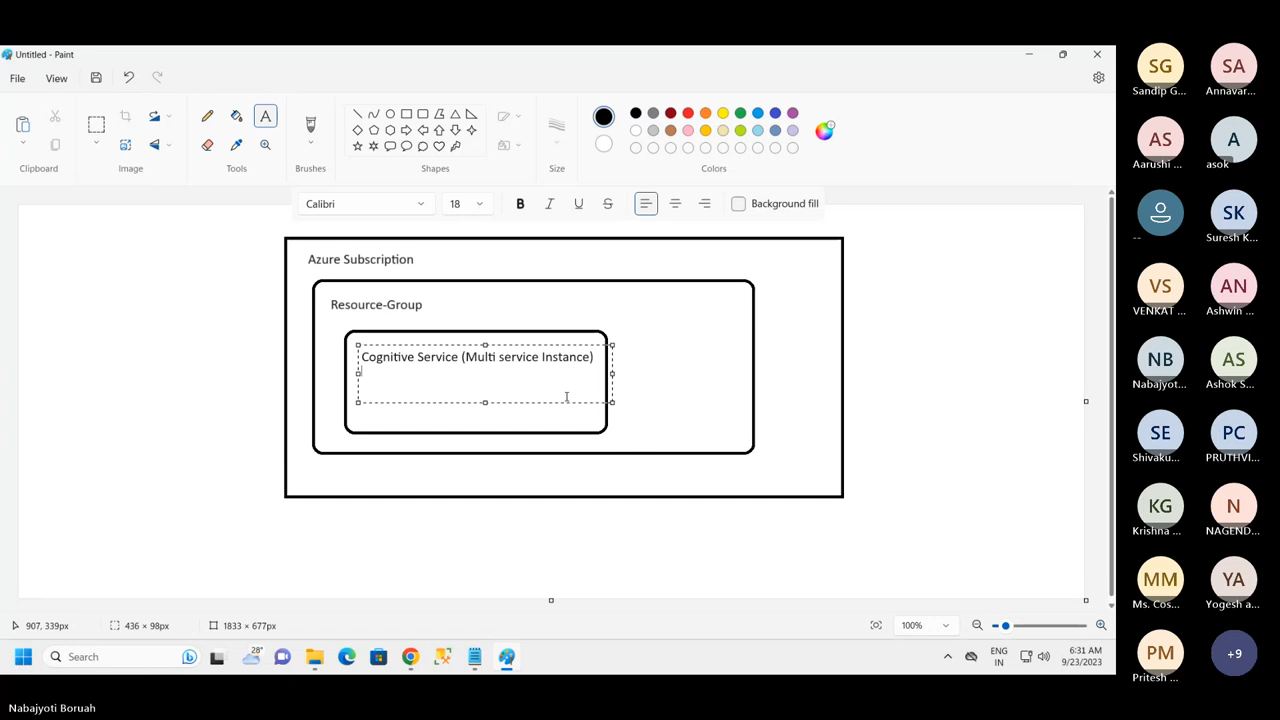 Untitled - Paint
File
View
Clipboard
Image
Tools
Brushes
Shapes
Size
Colors
Calibri
18
B
I
U
S
Background fill
Azure Subscription
Resource-Group
Cognitive Service (Multi service Instance)
907, 339px
436 × 98px
1833 × 677px
100%
Search
28°
ENG
IN
6:31 AM
9/23/2023
SG
Sandip G...
SA
Annavar...
AS
Aarushi ...
A
asok
--
SK
Suresh K...
VS
VENKAT ...
AN
Ashwin ...
NB
Nabajyot...
AS
Ashok S...
SE
Shivaku...
PC
PRUTHVI...
KG
Krishna ...
N
NAGEND...
MM
Ms. Cos...
YA
Yogesh a...
PM
Pritesh ...
+9
Nabajyoti Boruah